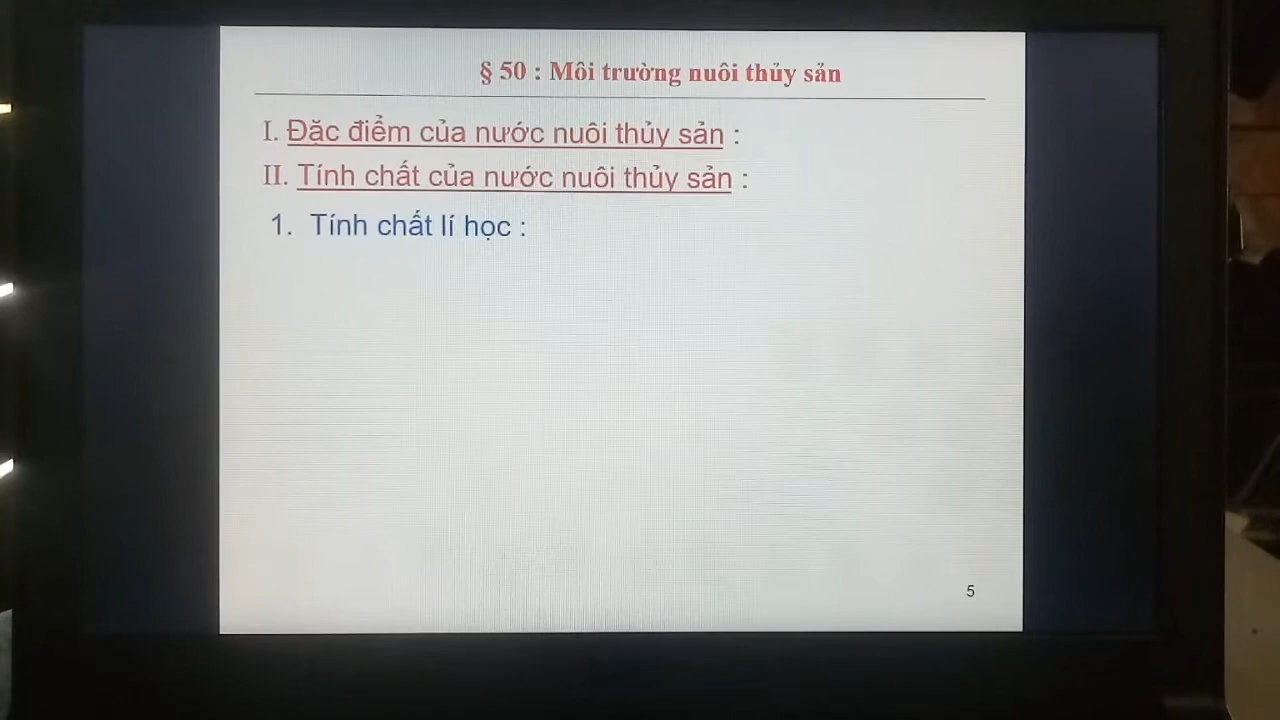 § 50 : Môi trường nuôi thủy sản
I. Đặc điểm của nước nuôi thủy sản :
II. Tính chất của nước nuôi thủy sản :
1. Tính chất lí học :
5